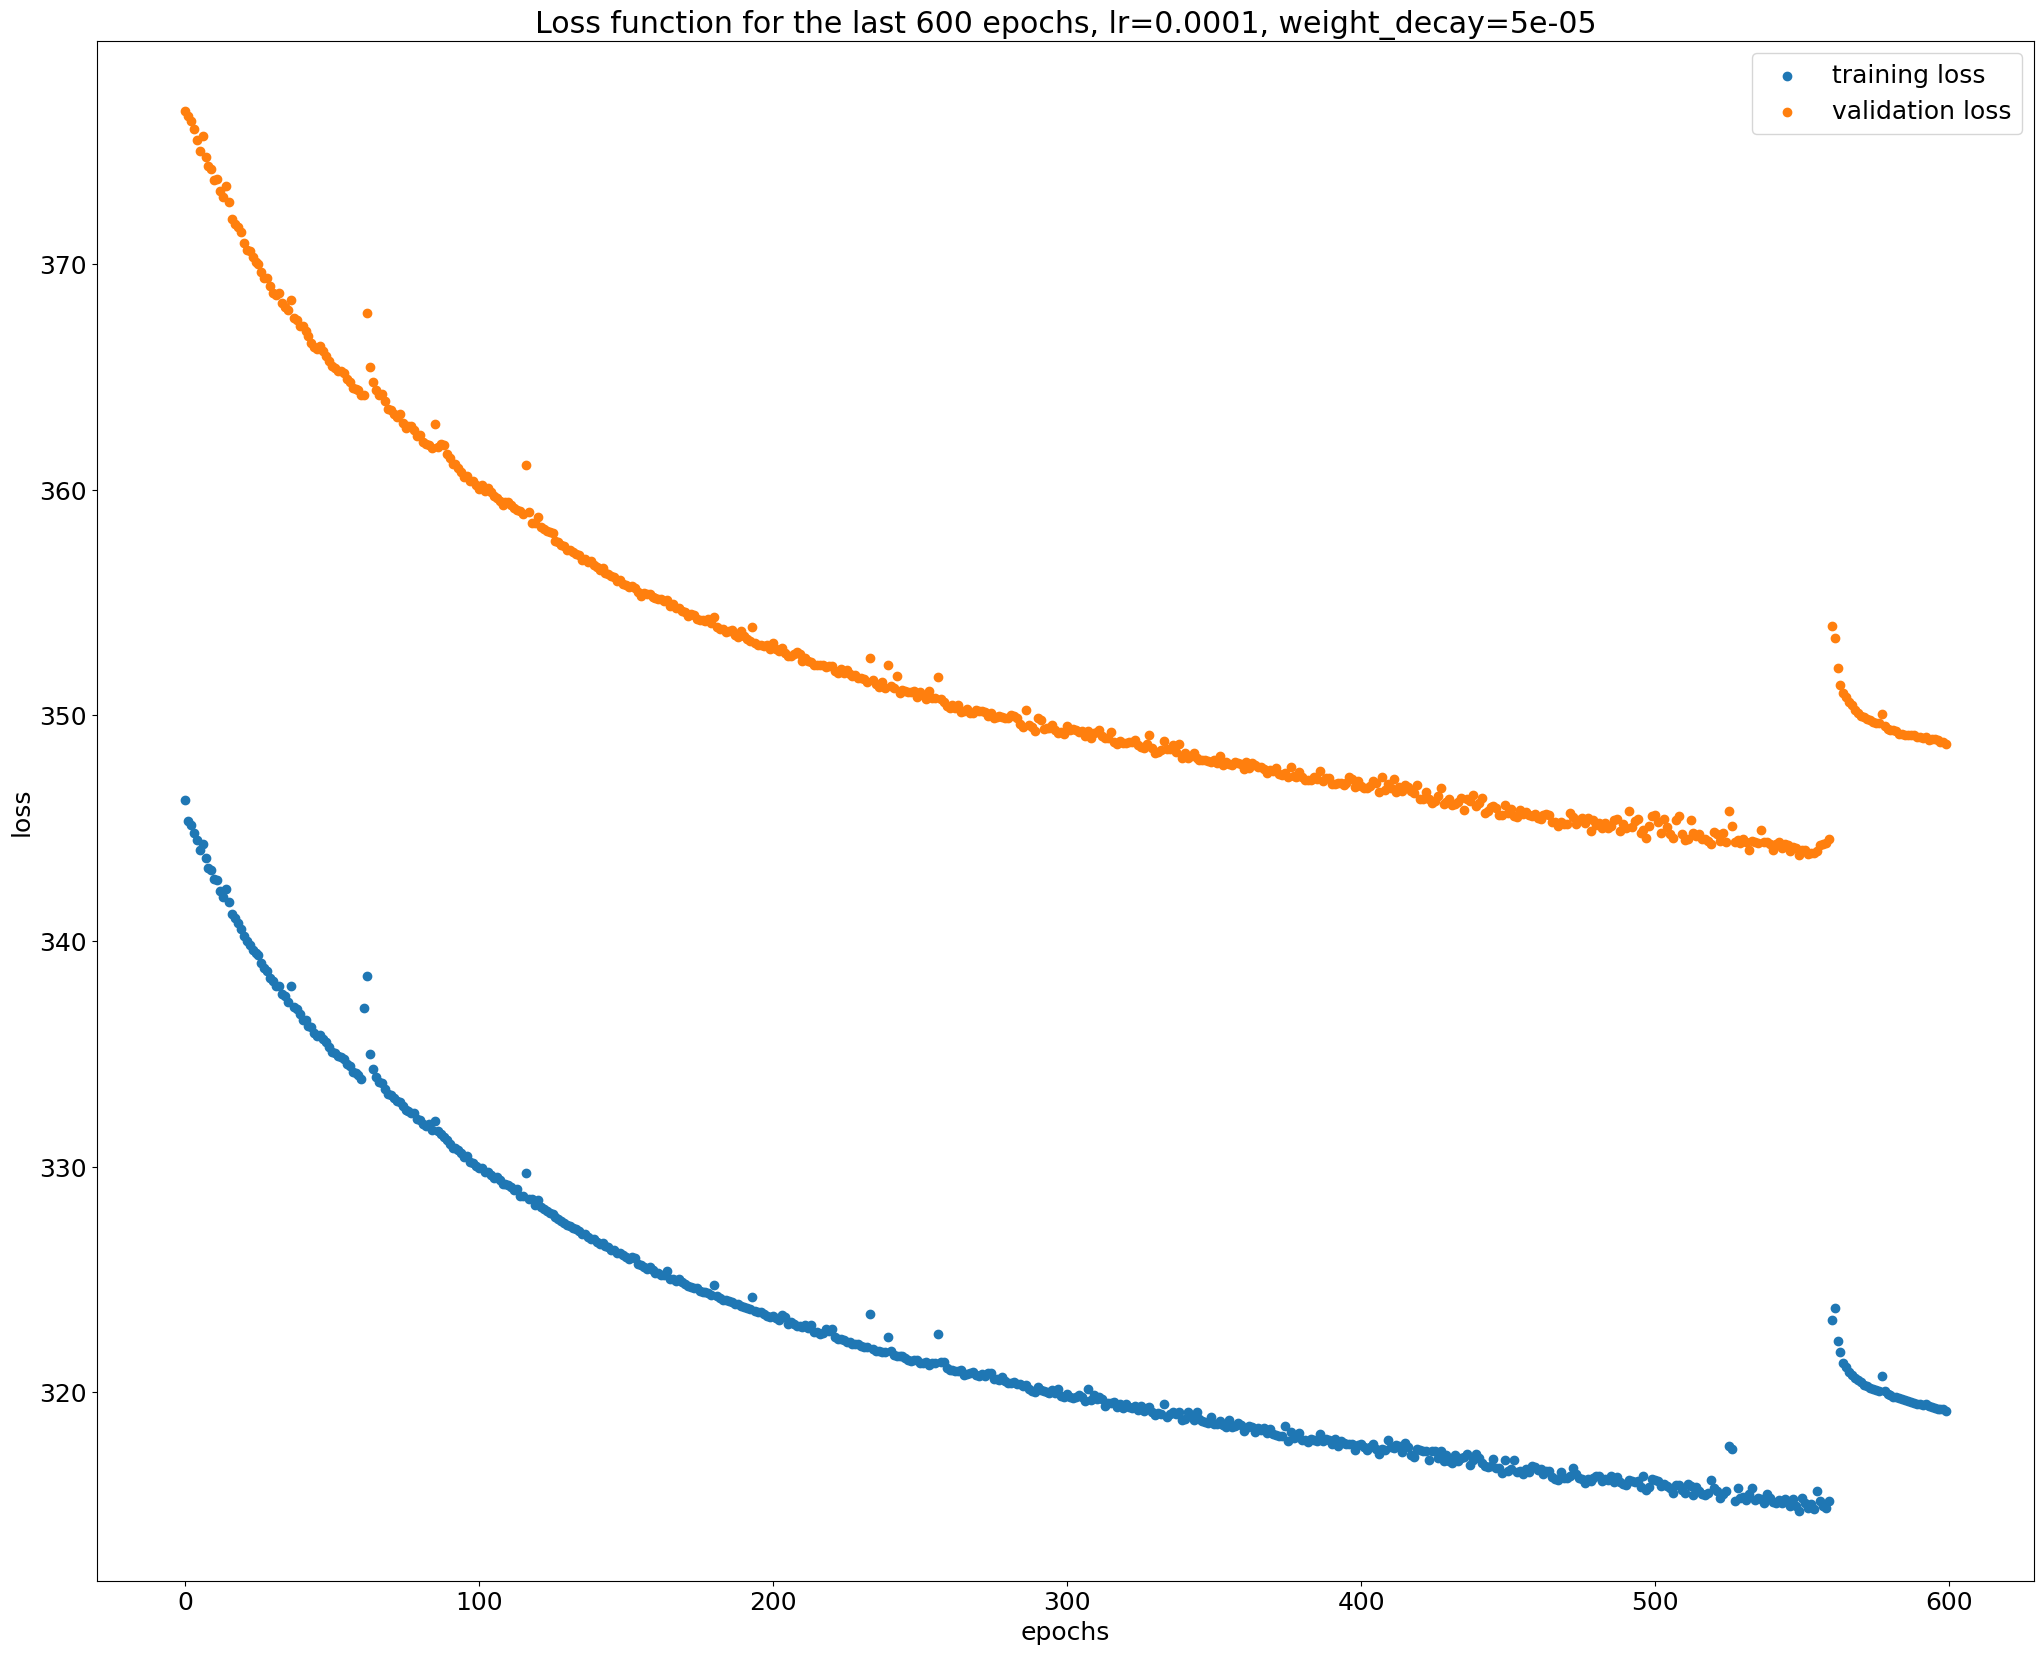 Loss function for the last 600 epochs, lr=0.0001, weight_decay=5e-05
training loss
validation loss
370
360
350
340
330
320
loss
0 100 200 300 400 500 600
epochs